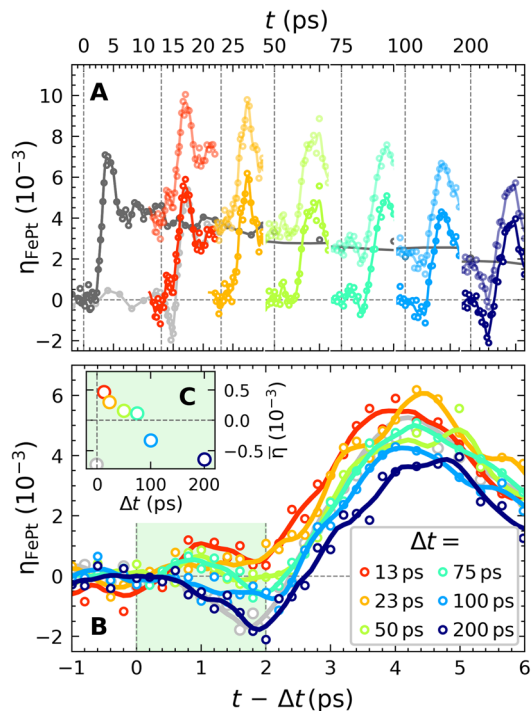 t (ps)
0 5 10 15 25 50 75 100 200
A
η_FePt (10⁻³)
10
8
6
4
2
0
−2
C
0.5
0.0
−0.5
η̅ (10⁻³)
0 100 200
Δt (ps)
η_FePt (10⁻³)
6
4
2
0
−2
B
Δt =
13 ps 75 ps
23 ps 100 ps
50 ps 200 ps
−1 0 1 2 3 4 5 6
t − Δt (ps)